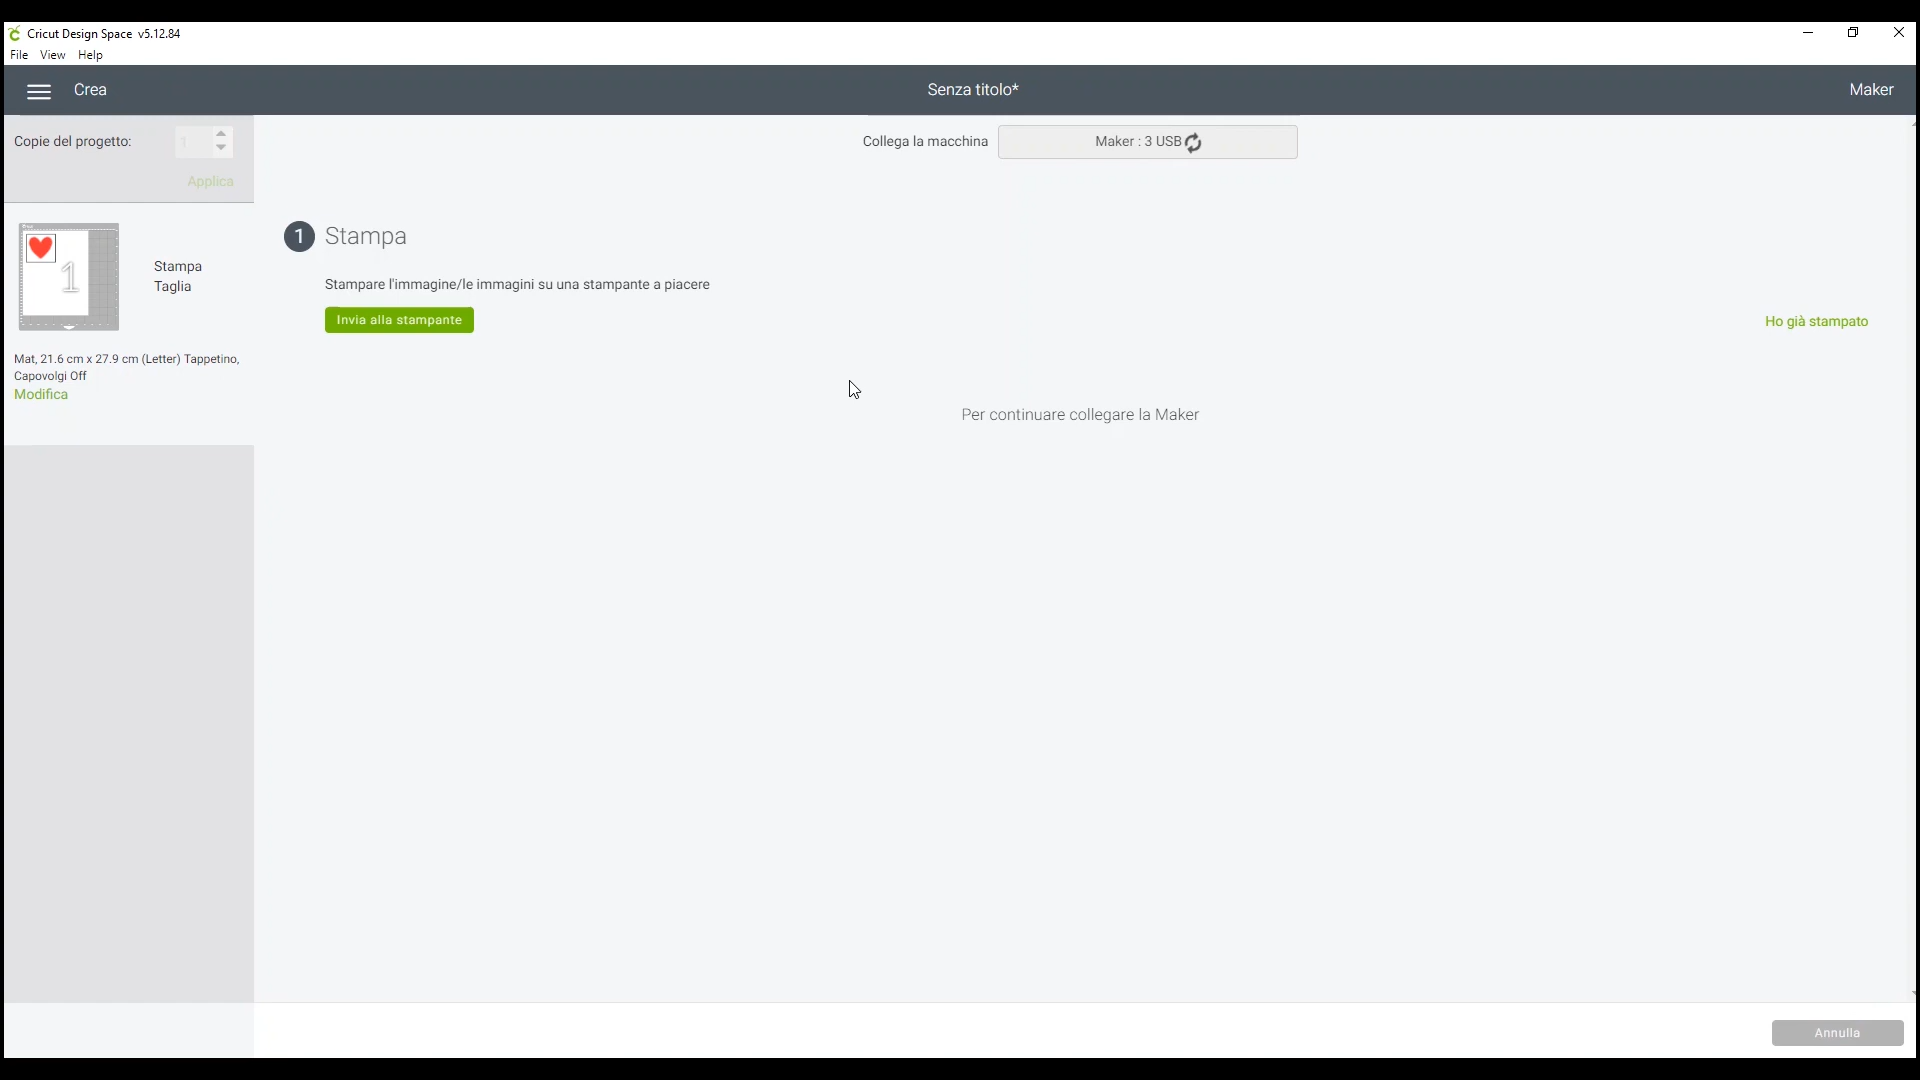 Cricut Design Space v5.12.84
File View Help
Crea
Senza titolo*
Maker
Copie del progetto:
1
Applica
Collega la macchina
Maker : 3 USB
1
Stampa
Taglia
Mat, 21.6 cm x 27.9 cm (Letter) Tappetino,
Capovolgi Off
Modifica
1 Stampa
Stampare l'immagine/le immagini su una stampante a piacere
Invia alla stampante
Ho già stampato
Per continuare collegare la Maker
Annulla